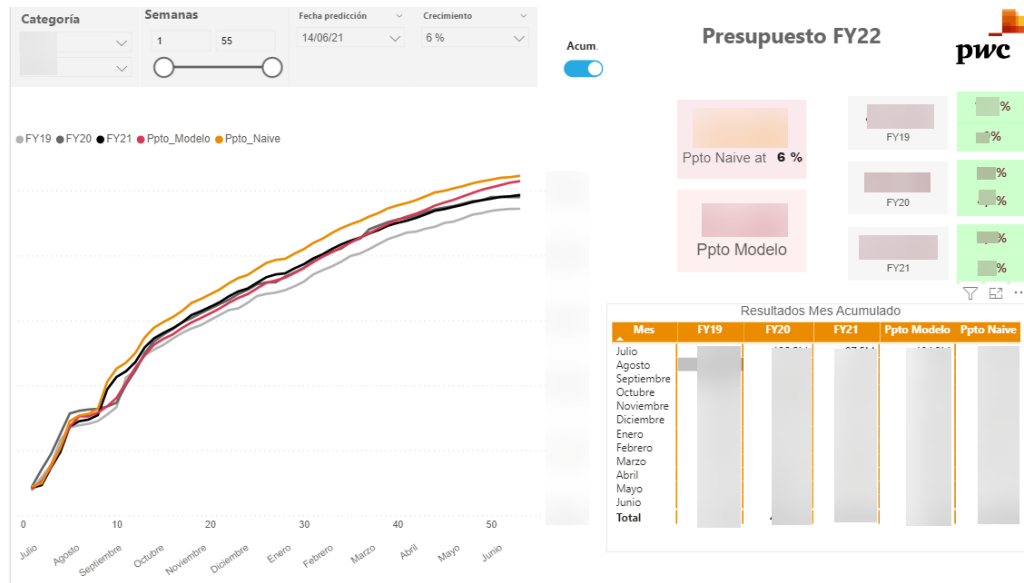 Categoría
Semanas
1 55
Fecha predicción
14/06/21
Crecimiento
6 %
Acum.
Presupuesto FY22
pwc
FY19 FY20 FY21 Ppto_Modelo Ppto_Naive
Ppto Naive at 6 %
Ppto Modelo
FY19
FY20
FY21
%
%
%
%
%
%
0 10 20 30 40 50
Julio Agosto Septiembre Octubre Noviembre Diciembre Enero Febrero Marzo Abril Mayo Junio
Resultados Mes Acumulado
Mes FY19 FY20 FY21 Ppto Modelo Ppto Naive
Julio
Agosto
Septiembre
Octubre
Noviembre
Diciembre
Enero
Febrero
Marzo
Abril
Mayo
Junio
Total